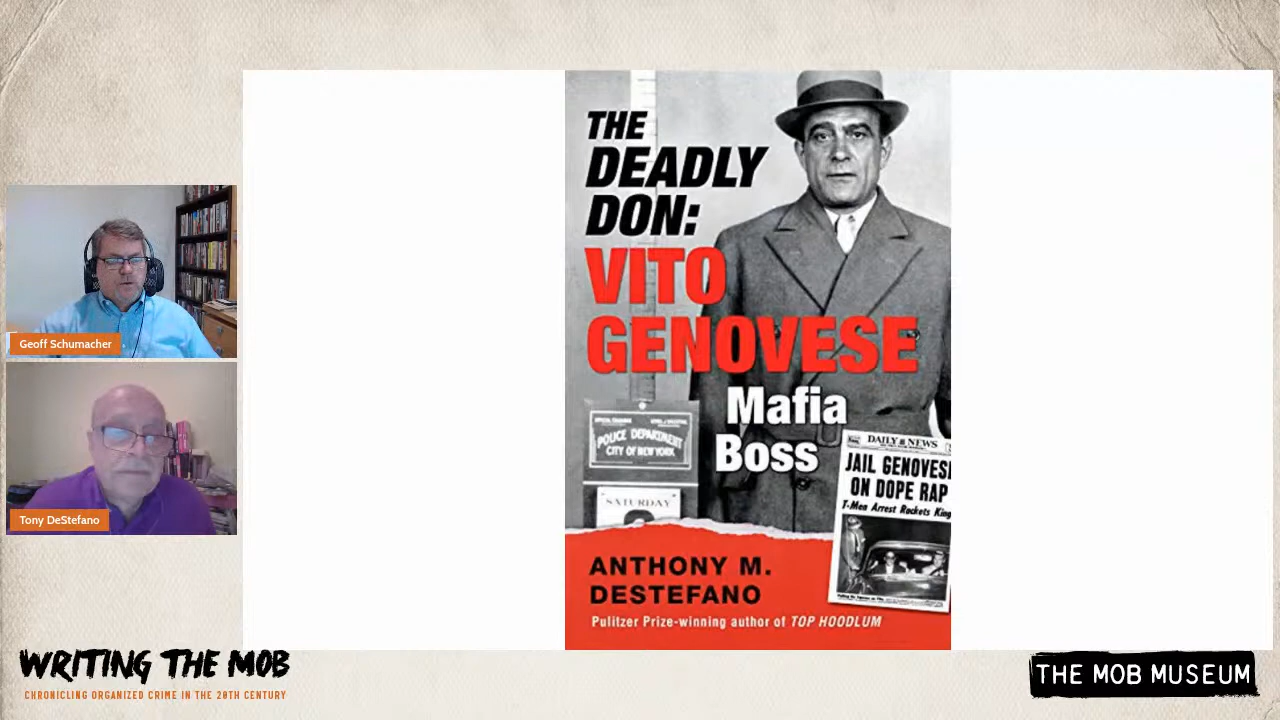 THE
DEADLY
DON:
VITO
GENOVESE
Mafia
Boss
POLICE DEPARTMENT
CITY OF NEW YORK
SATURDAY
DAILY NEWS
JAIL GENOVESE
ON DOPE RAP
T-Men Arrest Rackets King
ANTHONY M.
DESTEFANO
Pulitzer Prize-winning author of TOP HOODLUM
Geoff Schumacher
Tony DeStefano
WRITING THE MOB
CHRONICLING ORGANIZED CRIME IN THE 20TH CENTURY
THE MOB MUSEUM